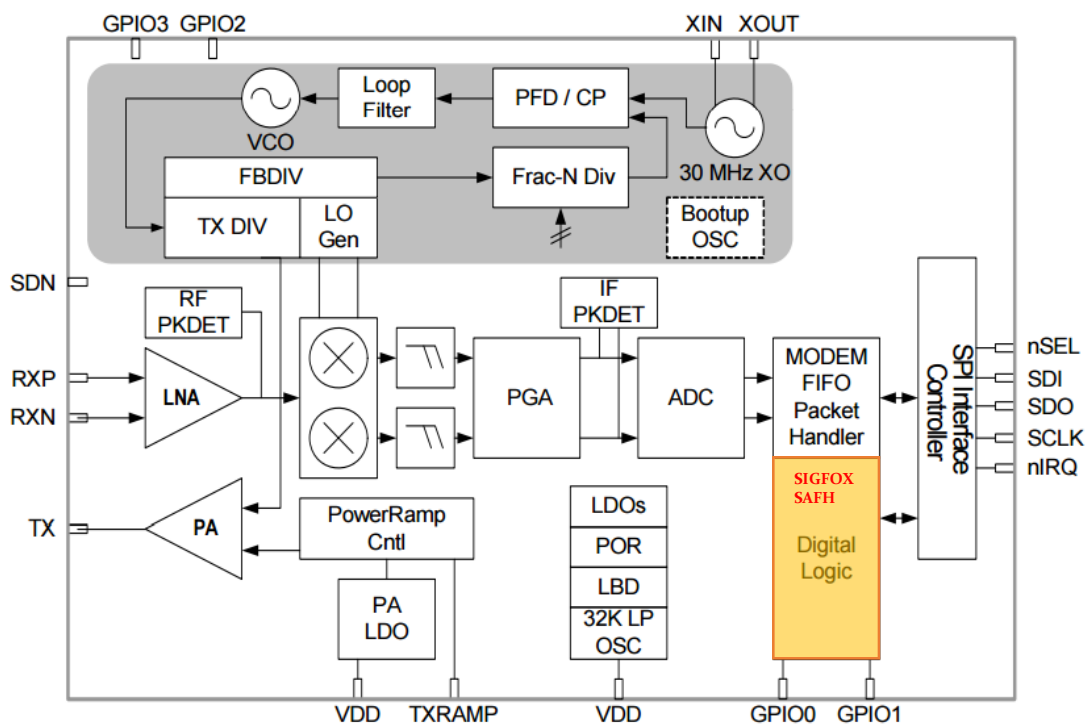 GPIO3 GPIO2
XIN XOUT
VCO
Loop
Filter
PFD / CP
30 MHz XO
FBDIV
TX DIV
LO
Gen
Frac-N Div
Bootup
OSC
SDN
RF
PKDET
IF
PKDET
RXP
RXN
LNA
PGA
ADC
MODEM
FIFO
Packet
Handler
SIGFOX
SAFH
Digital
Logic
SPI Interface
Controller
nSEL
SDI
SDO
SCLK
nIRQ
TX
PA
PowerRamp
Cntl
PA
LDO
LDOs
POR
LBD
32K LP
OSC
VDD
TXRAMP
VDD
GPIO0
GPIO1